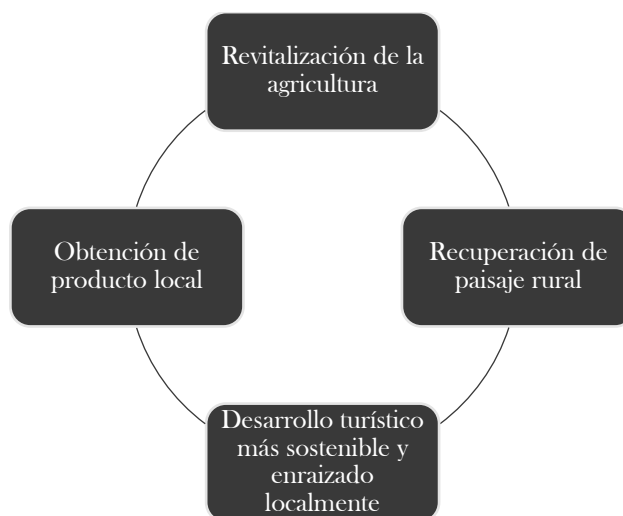 Revitalización de la
agricultura
Obtención de
producto local
Recuperación de
paisaje rural
Desarrollo turístico
más sostenible y
enraizado
localmente